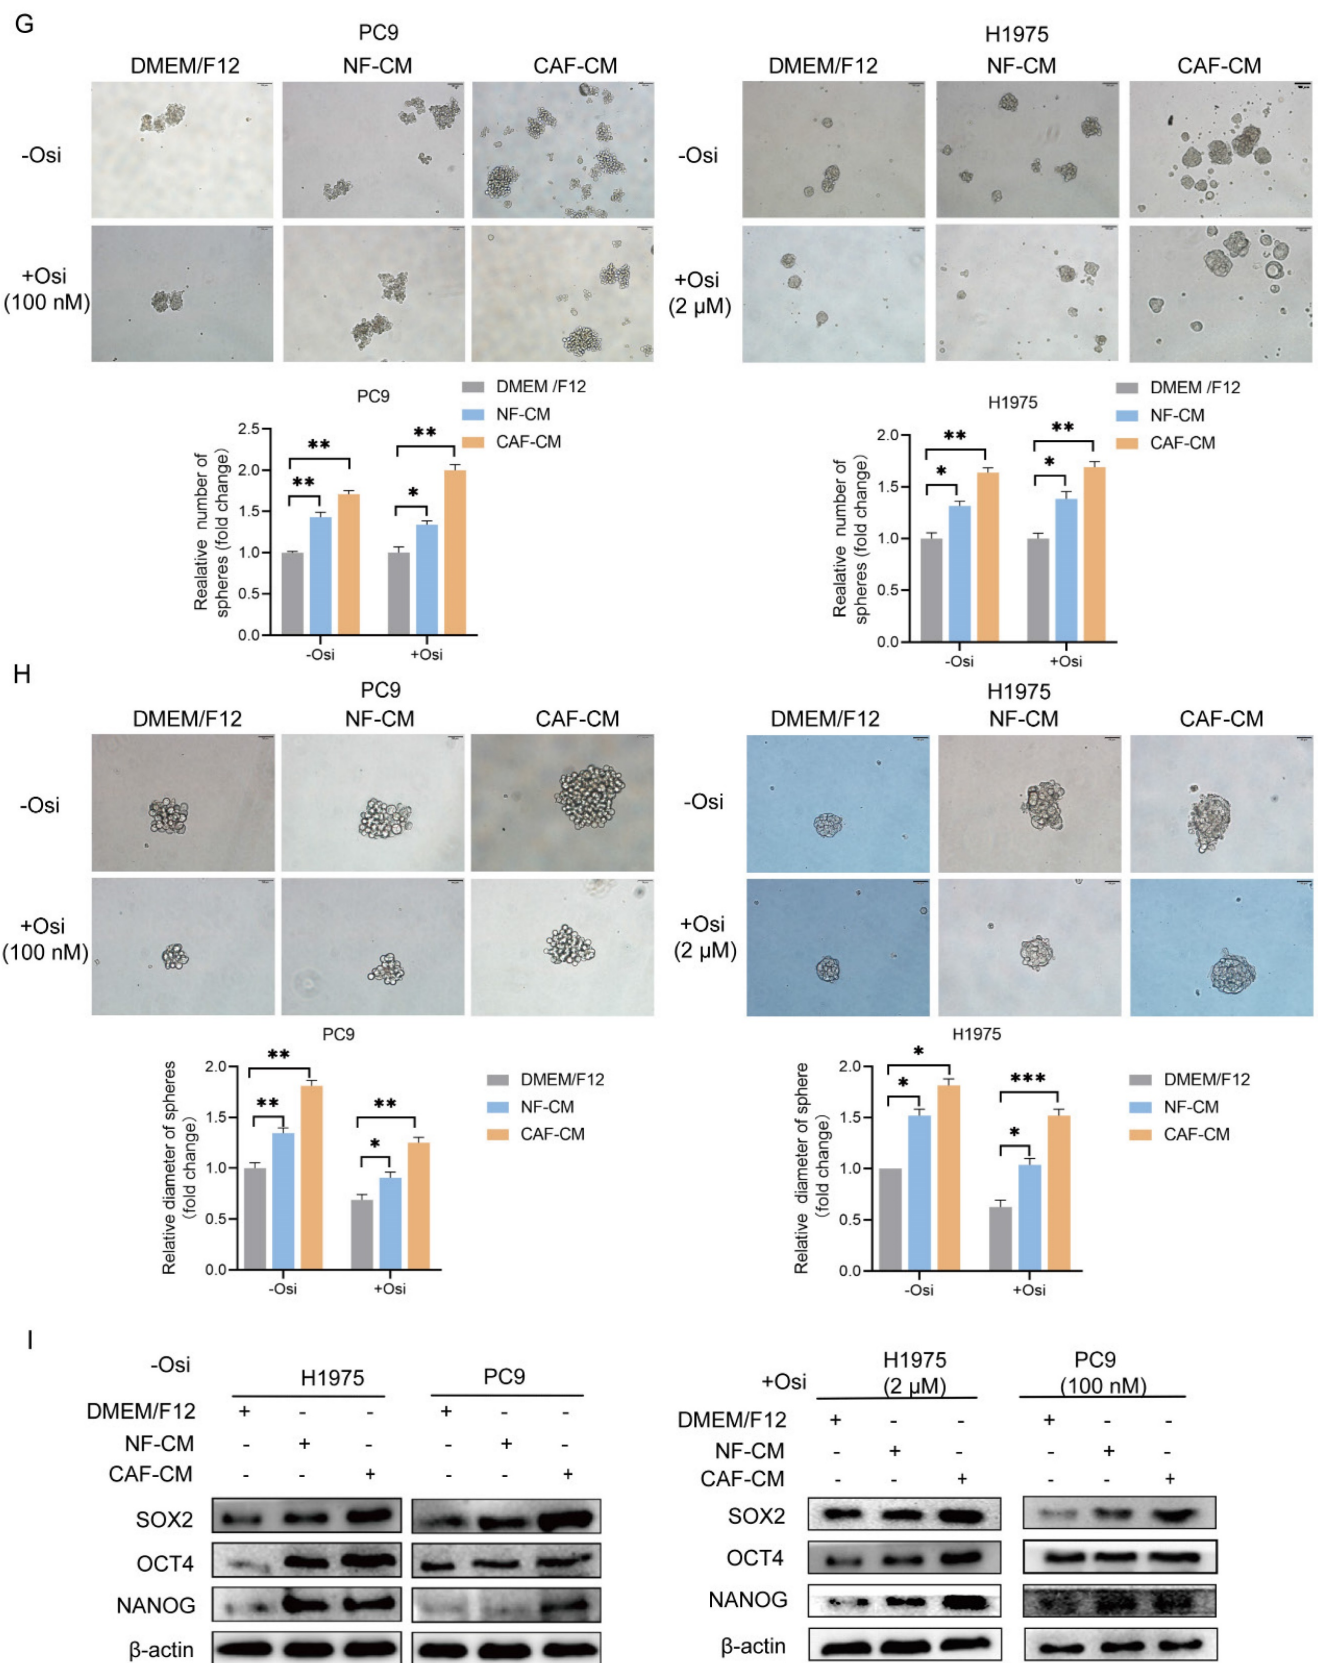 G
PC9
DMEM/F12 NF-CM CAF-CM
-Osi
+Osi
(100 nM)
H1975
DMEM/F12 NF-CM CAF-CM
-Osi
+Osi
(2 μM)
PC9
DMEM /F12
NF-CM
CAF-CM
Realative number of
spheres (fold change)
2.5
2.0
1.5
1.0
0.5
0.0
** ** * **
-Osi +Osi
H1975
DMEM /F12
NF-CM
CAF-CM
Realative number of
spheres (fold change)
2.0
1.5
1.0
0.5
0.0
* ** * **
-Osi +Osi
H
PC9
DMEM/F12 NF-CM CAF-CM
-Osi
+Osi
(100 nM)
H1975
DMEM/F12 NF-CM CAF-CM
-Osi
+Osi
(2 μM)
PC9
DMEM/F12
NF-CM
CAF-CM
Relative diameter of spheres
(fold change)
2.0
1.5
1.0
0.5
0.0
** ** * **
-Osi +Osi
H1975
DMEM/F12
NF-CM
CAF-CM
Relative diameter of sphere
(fold change)
2.0
1.5
1.0
0.5
0.0
* * * ***
-Osi +Osi
I
-Osi H1975 PC9
DMEM/F12 + - - + - -
NF-CM - + - - + -
CAF-CM - - + - - +
SOX2
OCT4
NANOG
β-actin
+Osi H1975 (2 μM) PC9 (100 nM)
DMEM/F12 + - - + - -
NF-CM - + - - + -
CAF-CM - - + - - +
SOX2
OCT4
NANOG
β-actin